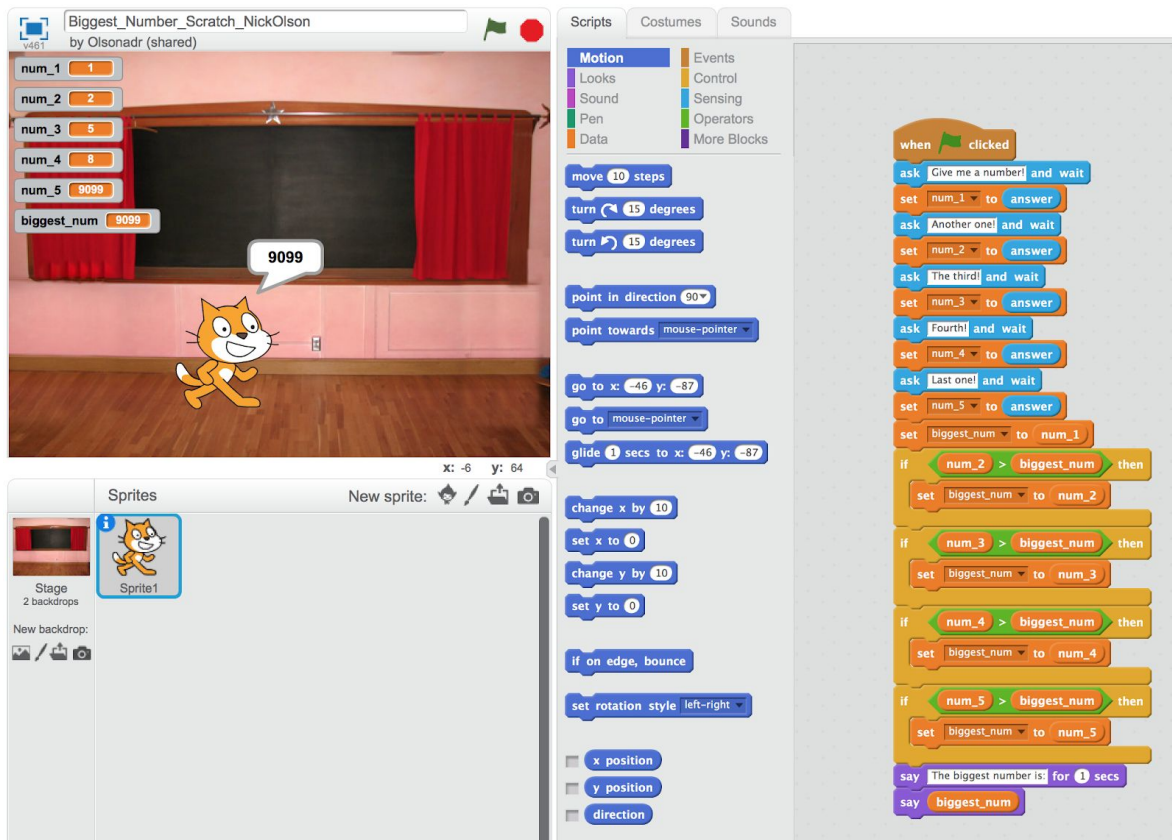 Biggest_Number_Scratch_NickOlson
by Olsonadr (shared)
v461
num_1 1
num_2 2
num_3 5
num_4 8
num_5 9099
biggest_num 9099
9099
x: -6 y: 64
Sprites New sprite:
Stage
2 backdrops
New backdrop:
Sprite1
Scripts Costumes Sounds
Motion Events
Looks Control
Sound Sensing
Pen Operators
Data More Blocks
move 10 steps
turn 15 degrees
turn 15 degrees
point in direction 90
point towards mouse-pointer
go to x: -46 y: -87
go to mouse-pointer
glide 1 secs to x: -46 y: -87
change x by 10
set x to 0
change y by 10
set y to 0
if on edge, bounce
set rotation style left-right
x position
y position
direction
when clicked
ask Give me a number! and wait
set num_1 to answer
ask Another one! and wait
set num_2 to answer
ask The third! and wait
set num_3 to answer
ask Fourth! and wait
set num_4 to answer
ask Last one! and wait
set num_5 to answer
set biggest_num to num_1
if num_2 > biggest_num then
set biggest_num to num_2
if num_3 > biggest_num then
set biggest_num to num_3
if num_4 > biggest_num then
set biggest_num to num_4
if num_5 > biggest_num then
set biggest_num to num_5
say The biggest number is: for 1 secs
say biggest_num